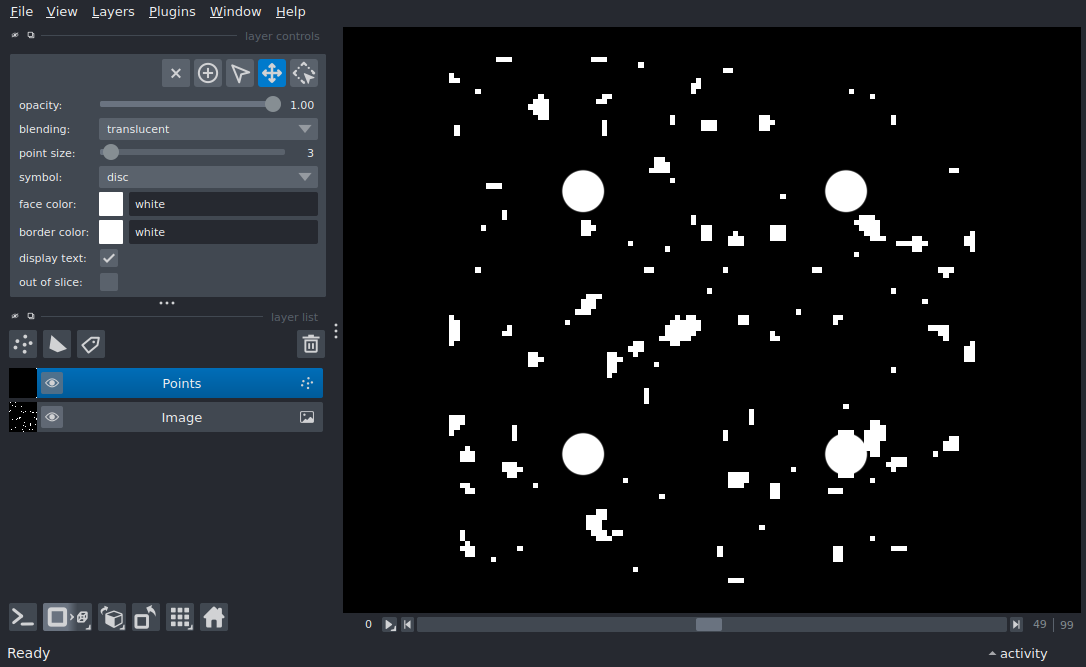 File View Layers Plugins Window Help
layer controls
opacity: 1.00
blending: translucent
point size: 3
symbol: disc
face color: white
border color: white
display text:
out of slice:
layer list
Points
Image
0 49 99
Ready activity